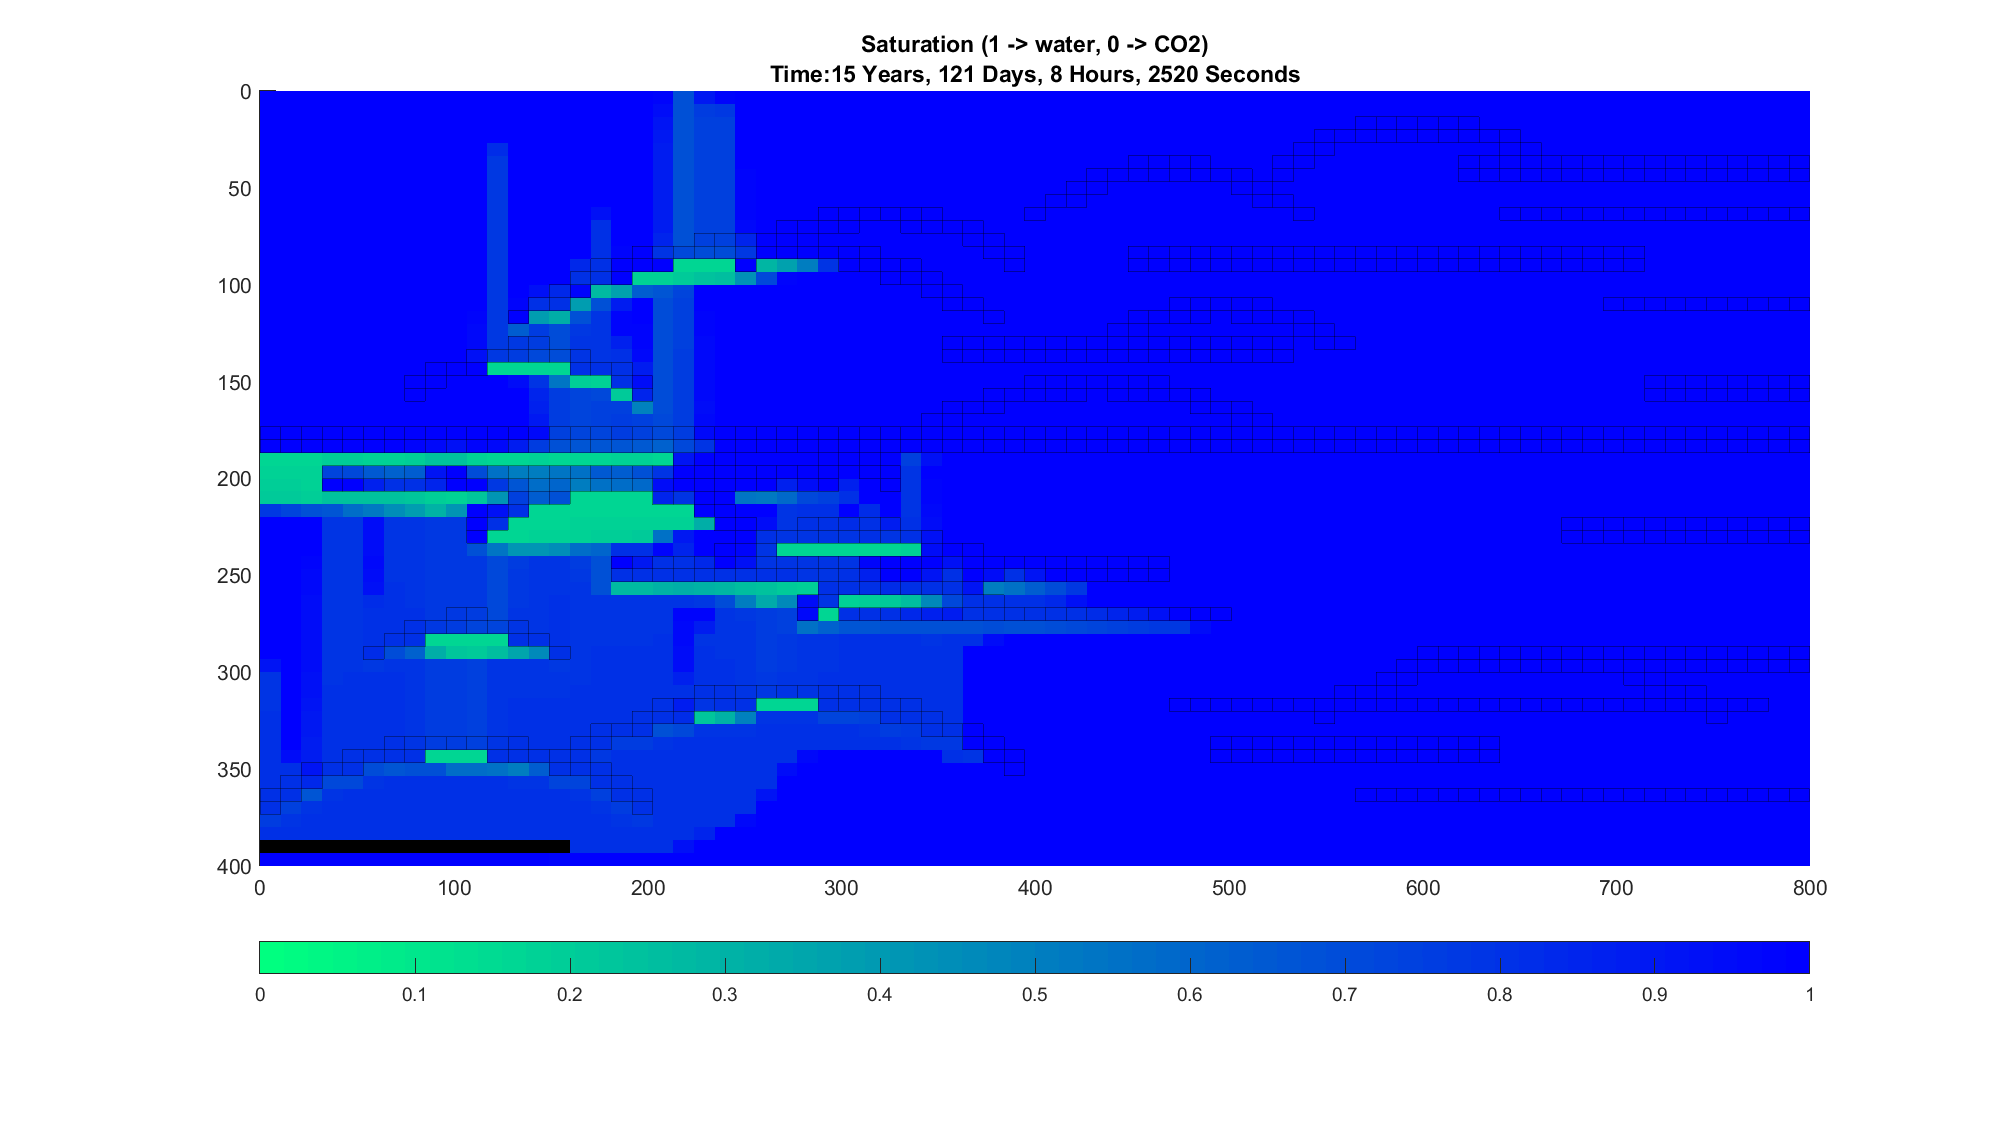 Saturation (1 -> water, 0 -> CO2)
Time:15 Years, 121 Days, 8 Hours, 2520 Seconds
0
50
100
150
200
250
300
350
400
0 100 200 300 400 500 600 700 800
0 0.1 0.2 0.3 0.4 0.5 0.6 0.7 0.8 0.9 1